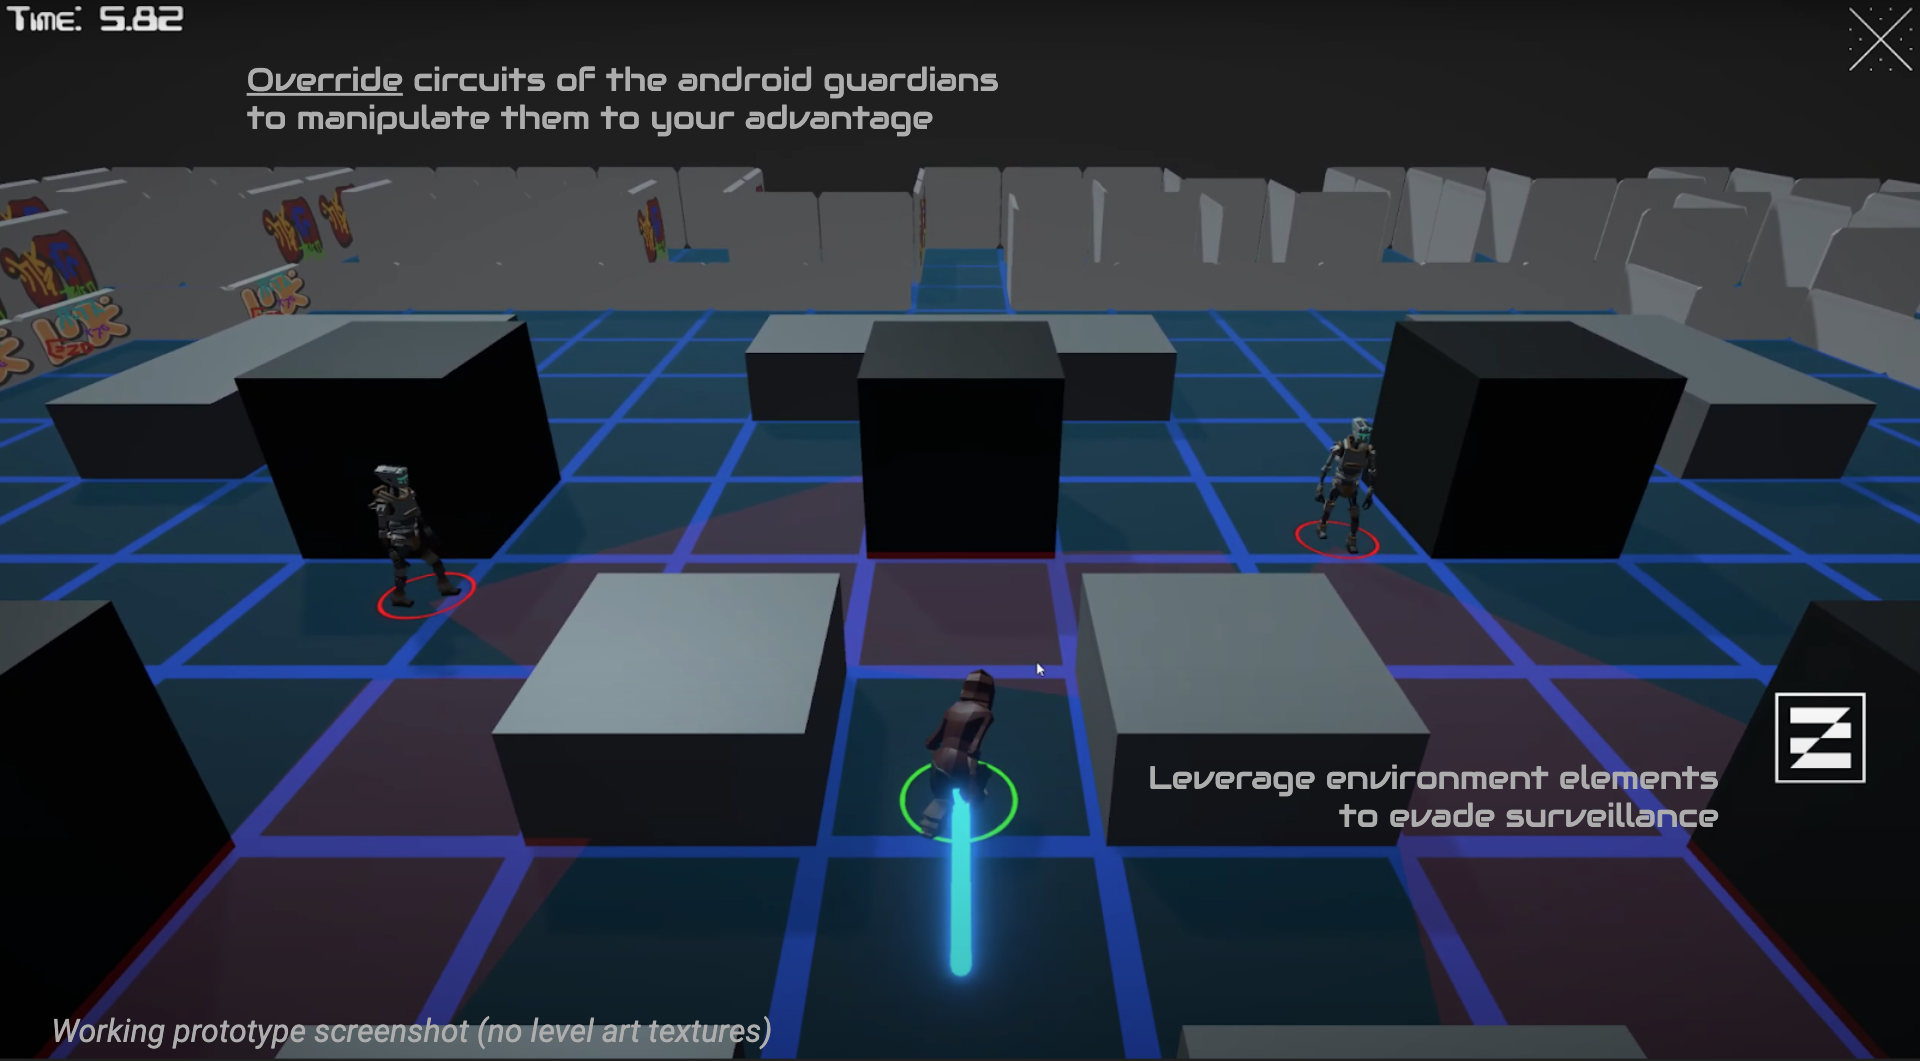 Time: 5.82
Override circuits of the android guardians
to manipulate them to your advantage
Leverage environment elements
to evade surveillance
Working prototype screenshot (no level art textures)